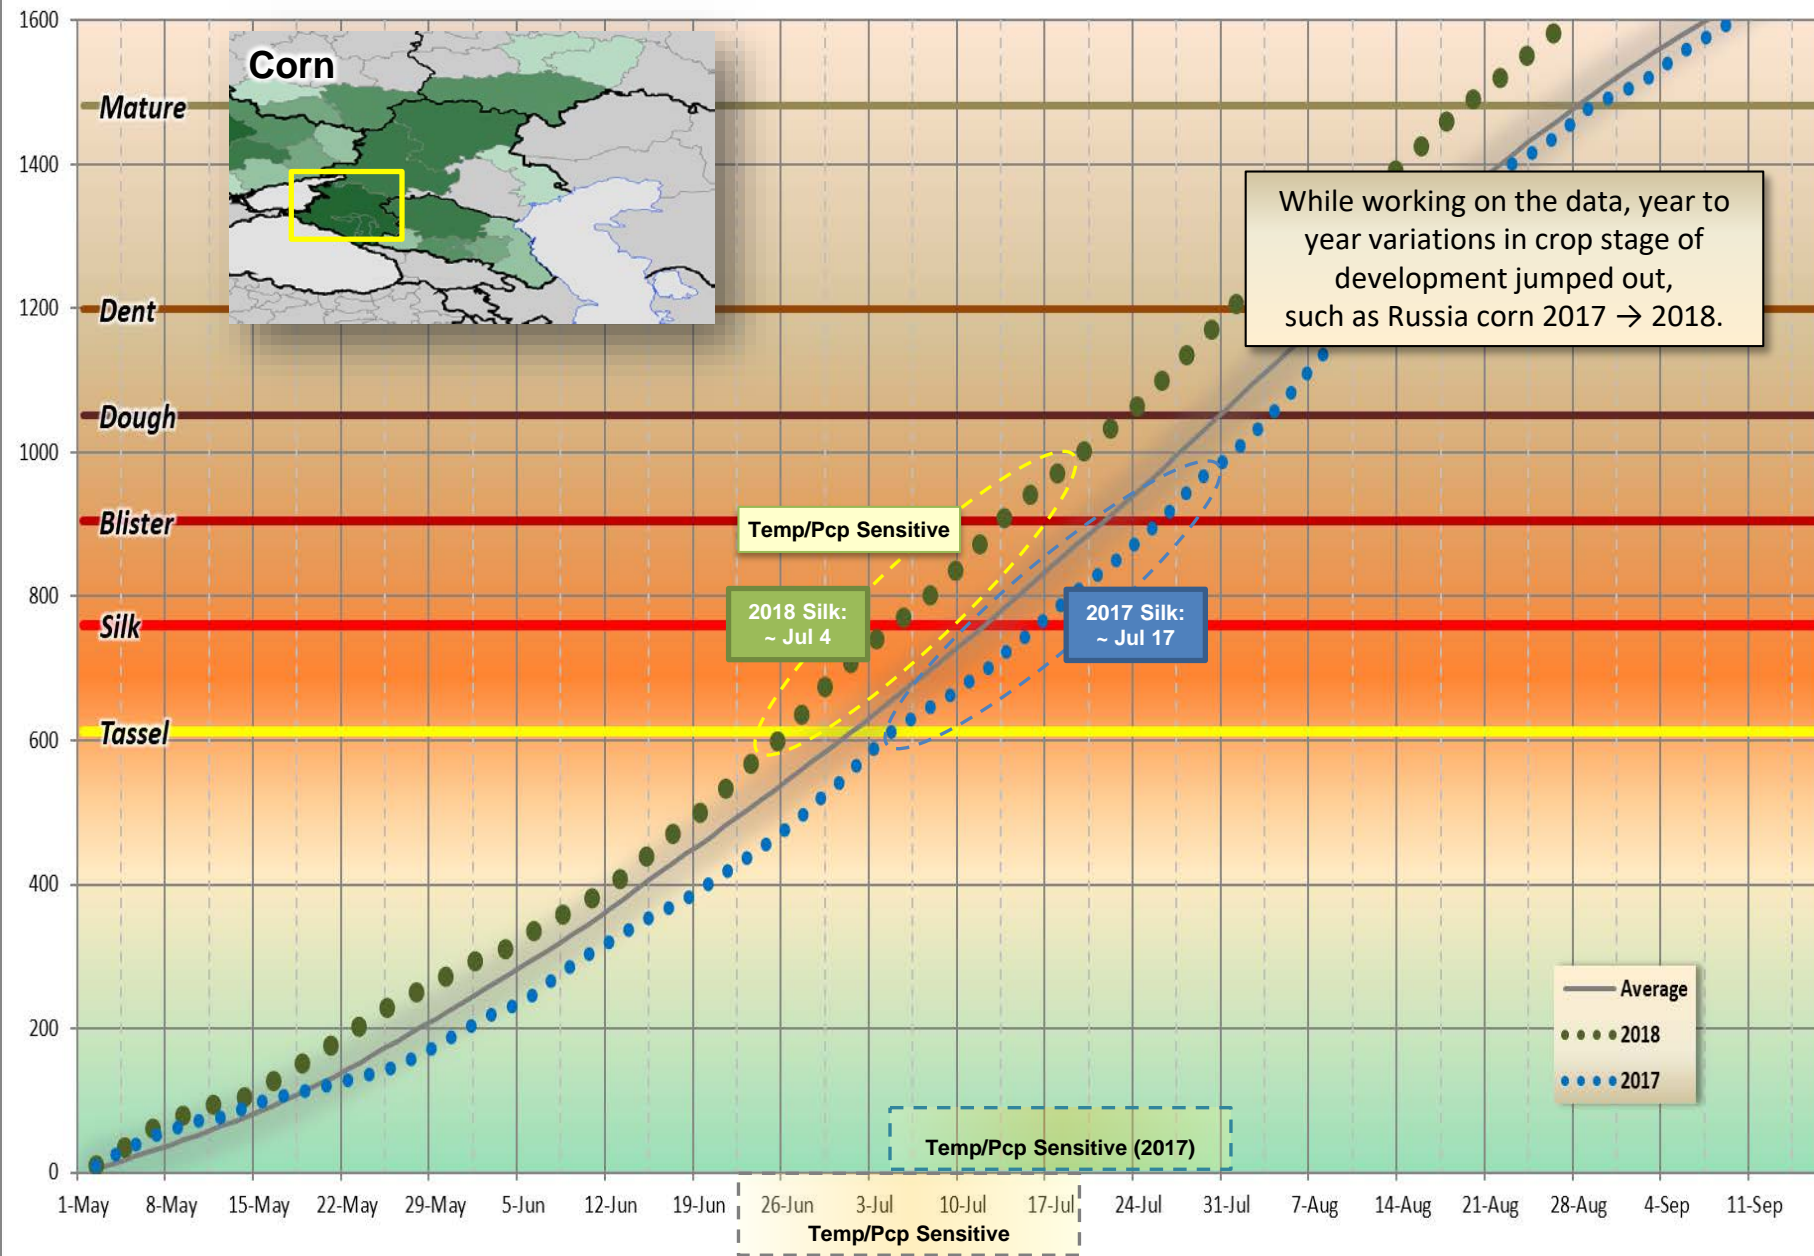 1600
1400
1200
1000
800
600
400
200
0
Corn
Mature
Dent
Dough
Blister
Silk
Tassel
While working on the data, year to
year variations in crop stage of
development jumped out,
such as Russia corn 2017 → 2018.
Temp/Pcp Sensitive
2018 Silk:
~ Jul 4
2017 Silk:
~ Jul 17
Average
2018
2017
Temp/Pcp Sensitive (2017)
1-May 8-May 15-May 22-May 29-May 5-Jun 12-Jun 19-Jun 26-Jun 3-Jul 10-Jul 17-Jul 24-Jul 31-Jul 7-Aug 14-Aug 21-Aug 28-Aug 4-Sep 11-Sep
Temp/Pcp Sensitive